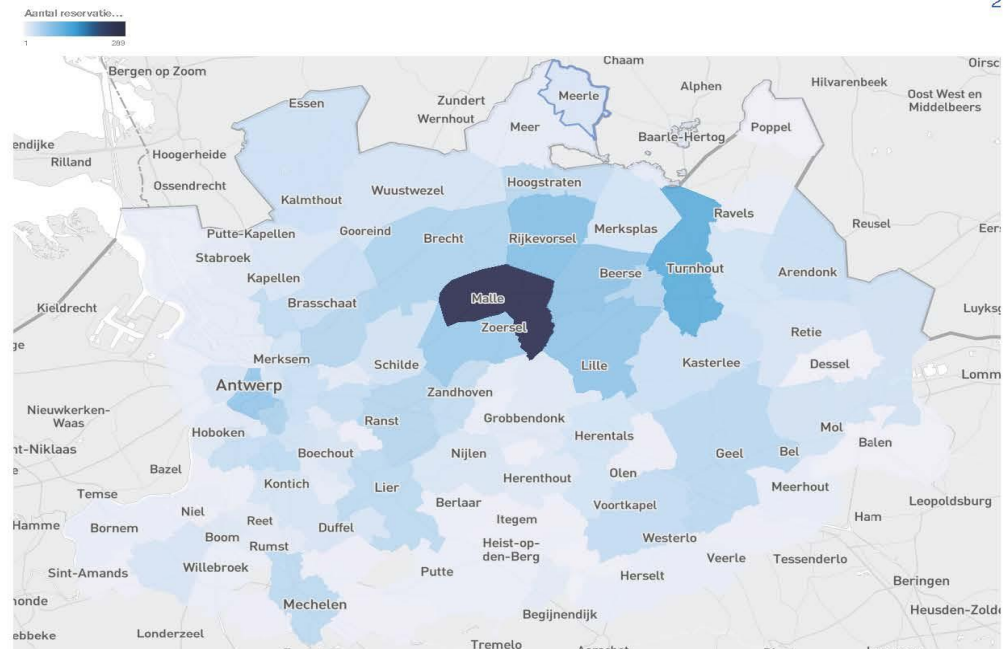 2
Aantal reservatie...
1 289
Bergen op Zoom
Chaam
Oirsc
Essen
Zundert
Meerle
Alphen
Hilvarenbeek
Oost West en
Middelbeers
Wernhout
Meer
Baarle-Hertog
Poppel
endijke
Rilland
Hoogerheide
Ossendrecht
Kalmthout
Wuustwezel
Hoogstraten
Ravels
Reusel
Eers
Putte-Kapellen
Gooreind
Brecht
Rijkevorsel
Merksplas
Stabroek
Kapellen
Beerse
Turnhout
Arendonk
Kieldrecht
Brasschaat
Malle
Zoersel
Luyksg
ge
Retie
Merksem
Schilde
Lille
Kasterlee
Dessel
Lomm
Antwerp
Zandhoven
Nieuwkerken-
Waas
Hoboken
Ranst
Grobbendonk
Herentals
Mol
Balen
nt-Niklaas
Boechout
Nijlen
Geel
Bel
e
Bazel
Kontich
Lier
Herenthout
Olen
Meerhout
Temse
Berlaar
Voortkapel
Leopoldsburg
Hamme
Bornem
Niel
Reet
Duffel
Itegem
Ham
Boom
Rumst
Heist-op-
den-Berg
Westerlo
Sint-Amands
Willebroek
Putte
Herselt
Veerle
Tessenderlo
Beringen
onde
Mechelen
Begijnendijk
Heusden-Zolde
ebbeke
Londerzeel
Tremelo